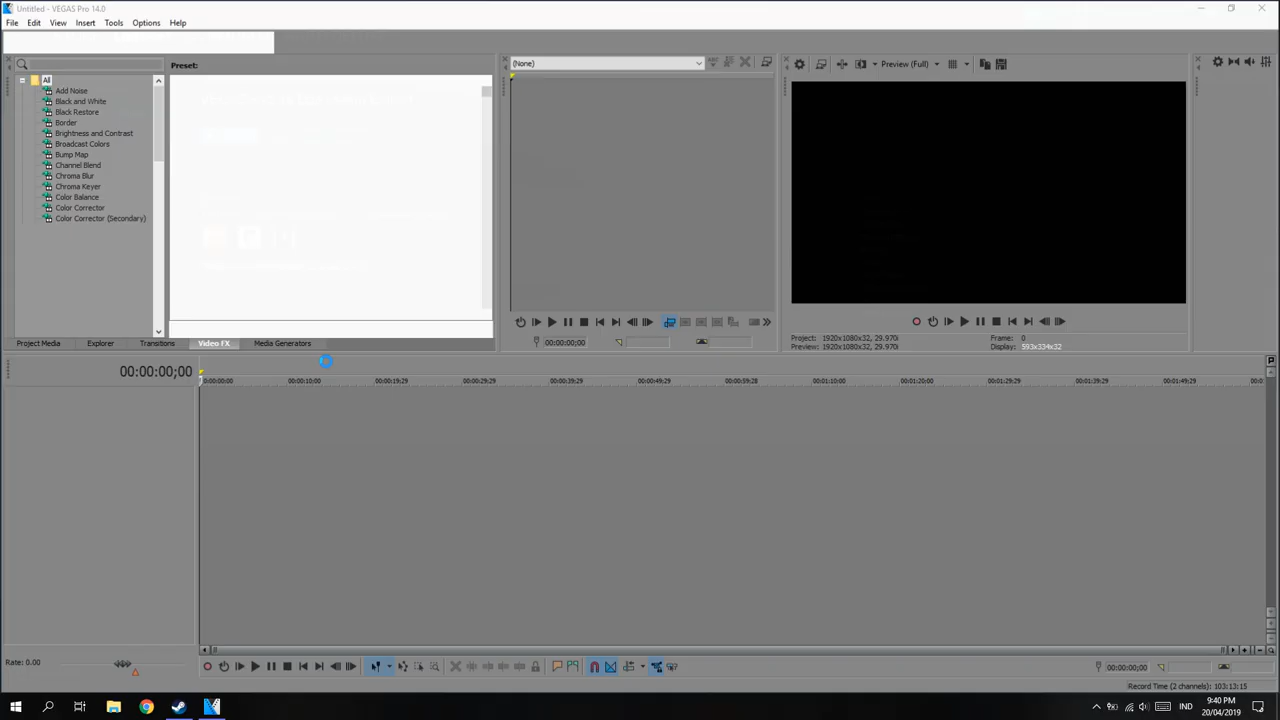 Untitled - VEGAS Pro 14.0
File Edit View Insert Tools Options Help
Preset:
(None)
Preview (Full)
All
Add Noise
Black and White
Black Restore
Border
Brightness and Contrast
Broadcast Colors
Bump Map
Channel Blend
Chroma Blur
Chroma Keyer
Color Balance
Color Corrector
Color Corrector (Secondary)
Project Media Explorer Transitions Video FX Media Generators
00:00:00;00
Project: 1920x1080x32, 29.970i
Preview: 1920x1080x32, 29.970i
Frame: 0
Display: 593x334x32
00:00:00;00
00:00:00;00 00:00:10;00 00:00:19;29 00:00:29;29 00:00:39;29 00:00:49;29 00:00:59;28 00:01:10;00 00:01:20;00 00:01:29;29 00:01:39;29 00:01:49;29 00:0
Rate: 0.00
00:00:00;00
Record Time (2 channels): 103:13:15
IND
9:40 PM
20/04/2019